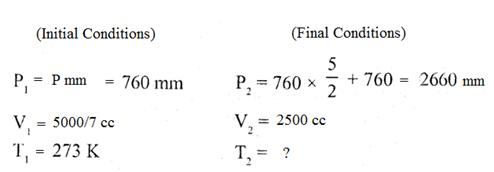 (Initial Conditions) (Final Conditions)
P₁ = P mm = 760 mm P₂ = 760 × 5/2 + 760 = 2660 mm
V₁ = 5000/7 cc V₂ = 2500 cc
T₁ = 273 K T₂ = ?